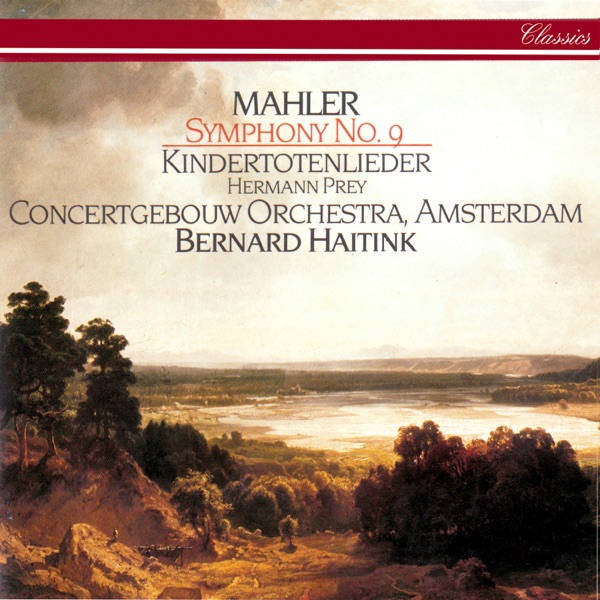 Classics
MAHLER
SYMPHONY NO. 9
KINDERTOTENLIEDER
HERMANN PREY
CONCERTGEBOUW ORCHESTRA, AMSTERDAM
BERNARD HAITINK